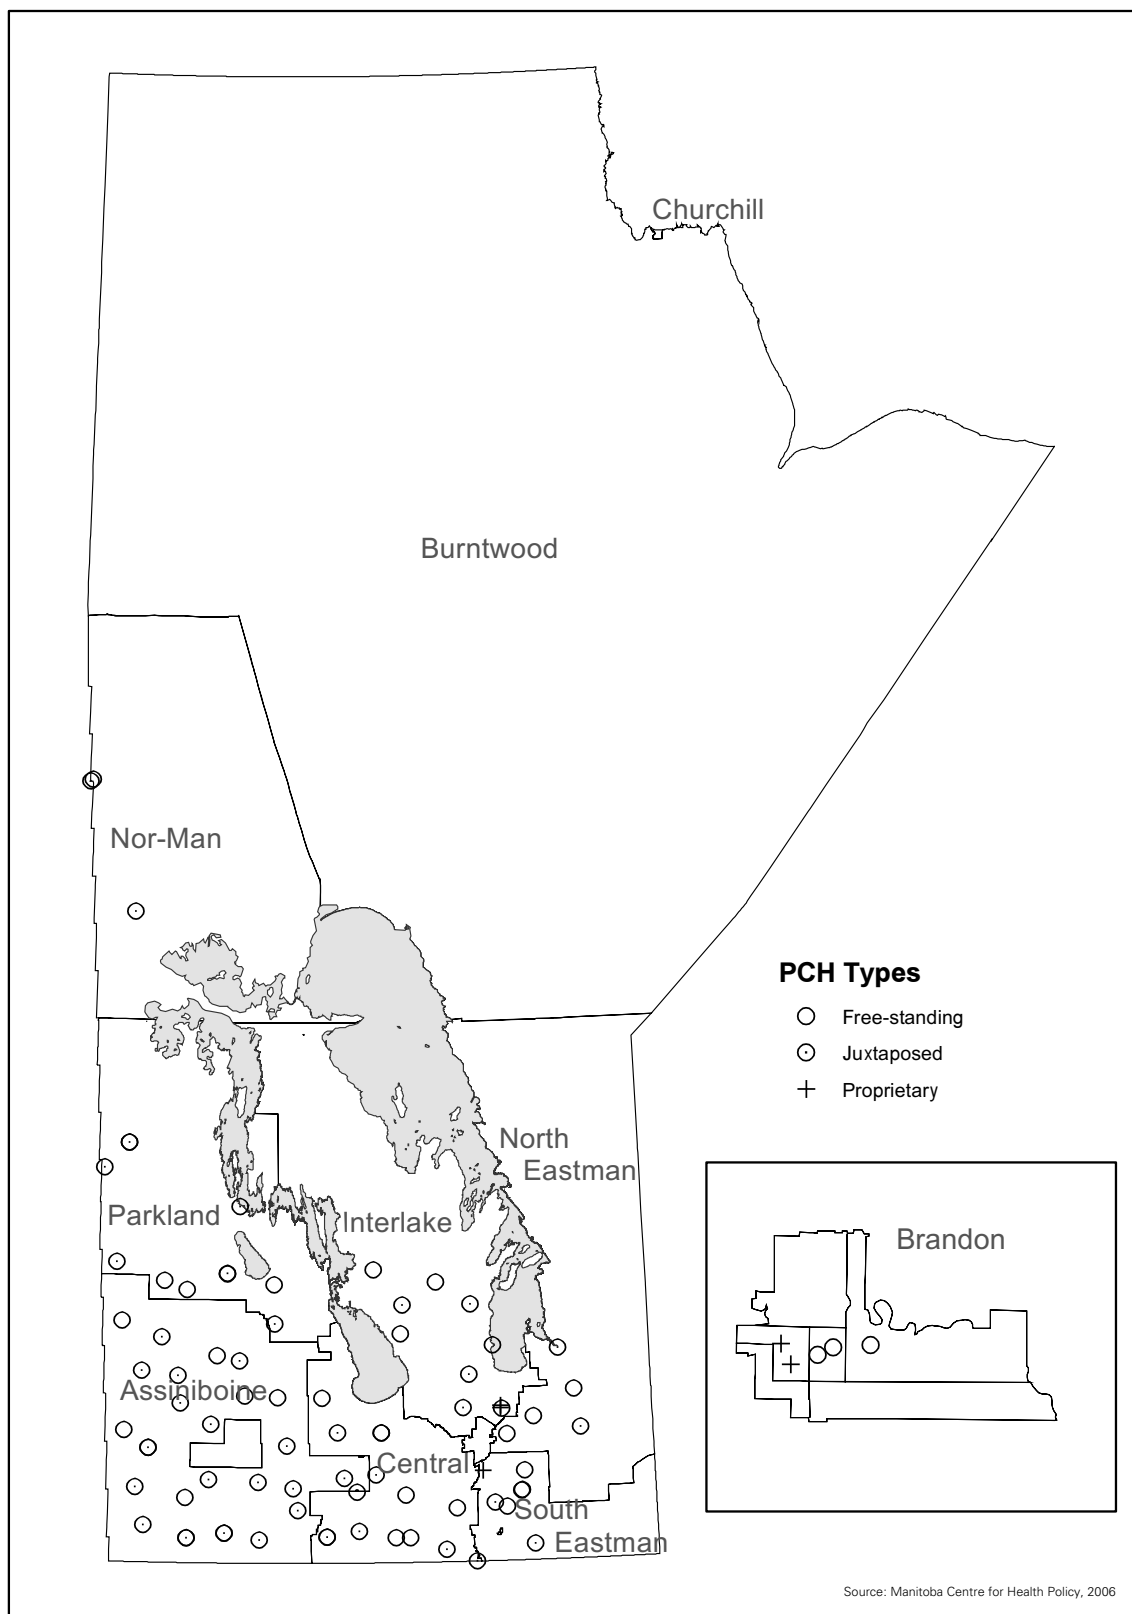 Churchill
Burntwood
Nor-Man
PCH Types
Free-standing
Juxtaposed
Proprietary
North
Eastman
Parkland
Interlake
Brandon
Assiniboine
Central
South
Eastman
Source: Manitoba Centre for Health Policy, 2006